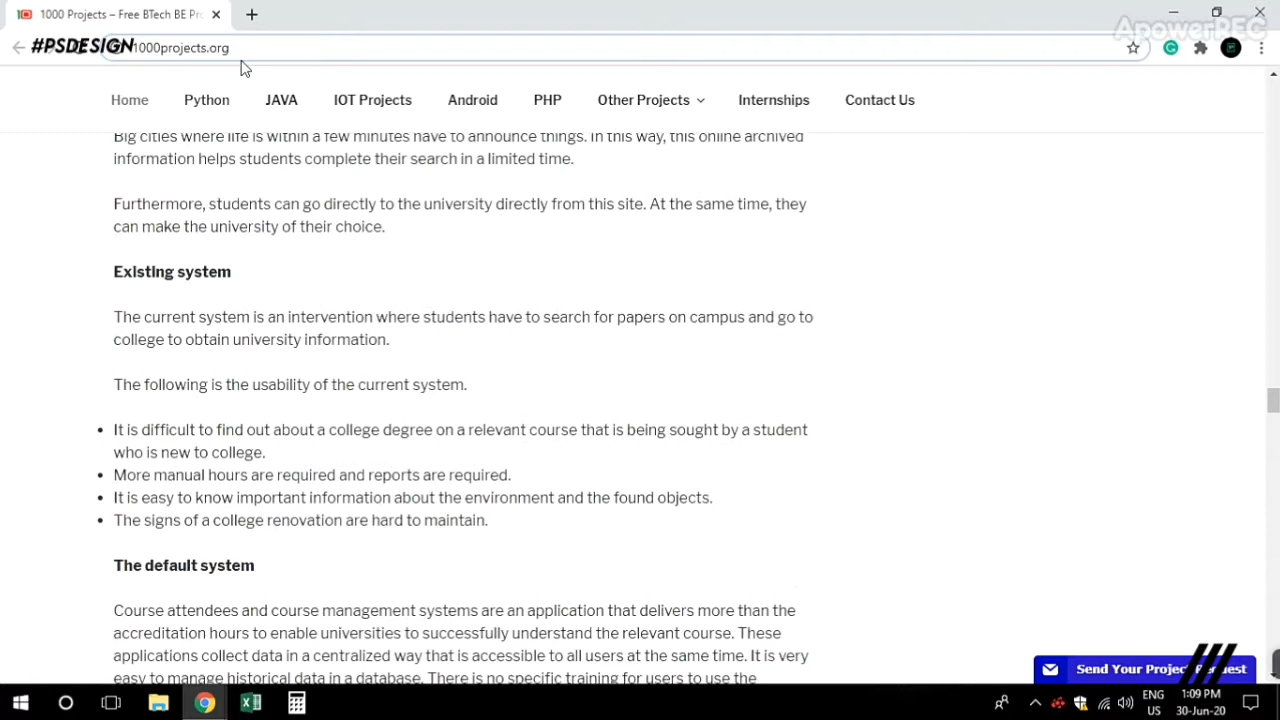 1000 Projects – Free BTech BE Pro
ApowerREC
#PSDESIGN
1000projects.org
Home Python JAVA IOT Projects Android PHP Other Projects Internships Contact Us
Big cities where life is within a few minutes have to announce things. In this way, this online archived
information helps students complete their search in a limited time.
Furthermore, students can go directly to the university directly from this site. At the same time, they
can make the university of their choice.
Existing system
The current system is an intervention where students have to search for papers on campus and go to
college to obtain university information.
The following is the usability of the current system.
It is difficult to find out about a college degree on a relevant course that is being sought by a student
who is new to college.
More manual hours are required and reports are required.
It is easy to know important information about the environment and the found objects.
The signs of a college renovation are hard to maintain.
The default system
Course attendees and course management systems are an application that delivers more than the
accreditation hours to enable universities to successfully understand the relevant course. These
applications collect data in a centralized way that is accessible to all users at the same time. It is very
easy to manage historical data in a database. There is no specific training for users to use the
Send Your Project Request
ENG
US
1:09 PM
30-Jun-20